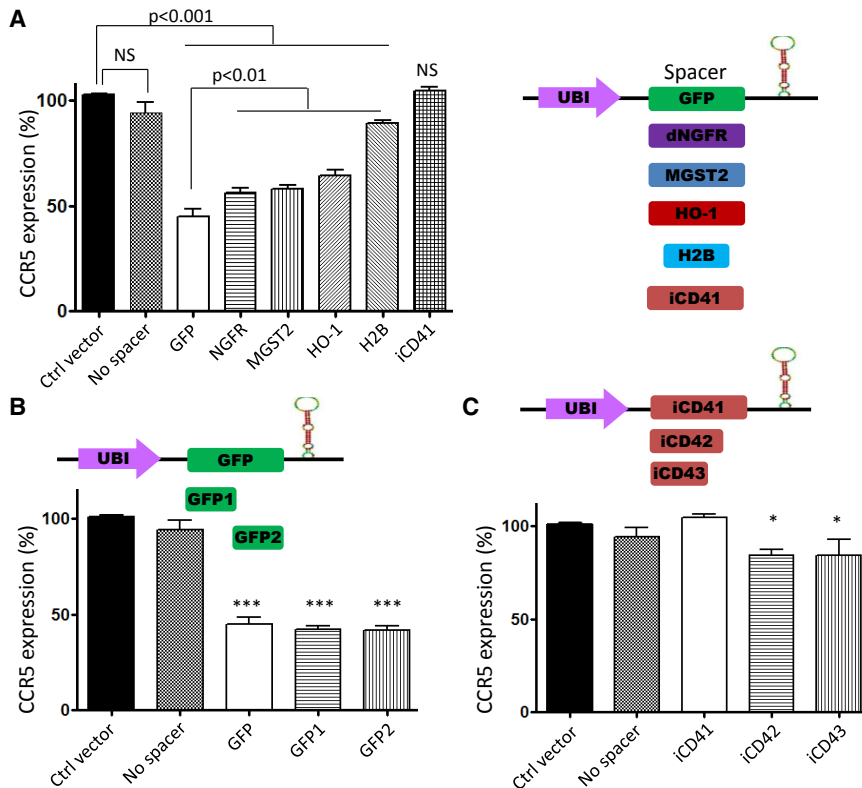 A
p<0.001
NS
p<0.01
NS
CCR5 expression (%)
100
50
0
Ctrl vector
No spacer
GFP
NGFR
MGST2
HO-1
H2B
iCD41
Spacer
UBI
GFP
dNGFR
MGST2
HO-1
H2B
iCD41
B
UBI
GFP
GFP1
GFP2
CCR5 expression (%)
100
50
0
***
***
***
Ctrl vector
No spacer
GFP
GFP1
GFP2
C
UBI
iCD41
iCD42
iCD43
CCR5 expression (%)
100
50
0
*
*
Ctrl vector
No spacer
iCD41
iCD42
iCD43